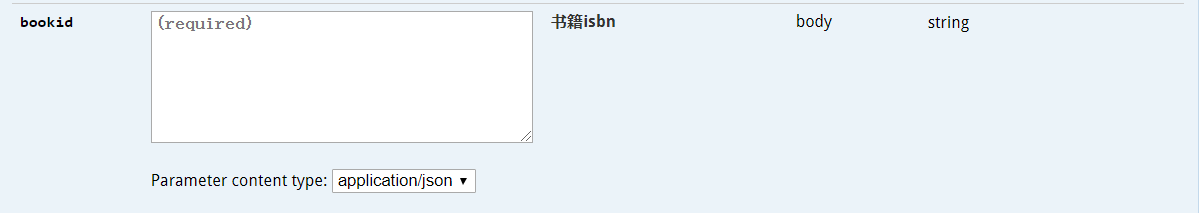 bookid (required) 书籍isbn body string
Parameter content type: application/json